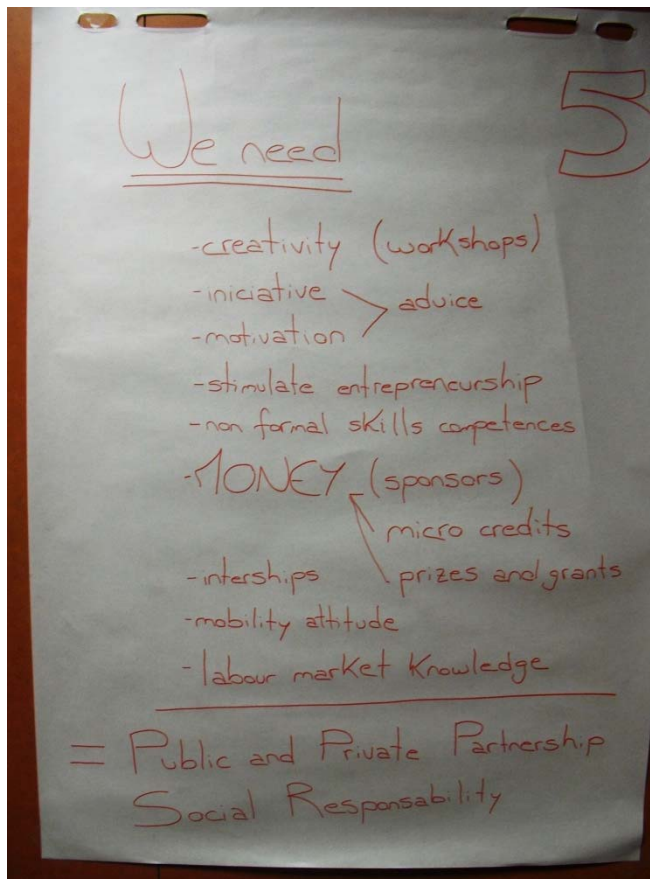 5
We need
-creativity (workshops)
-iniciative
advice
-motivation
-stimulate entrepreneurship
-non formal skills competences
-MONEY (sponsors)
micro credits
-interships
prizes and grants
-mobility attitude
-labour market knowledge
= Public and Private Partnership
Social Responsability